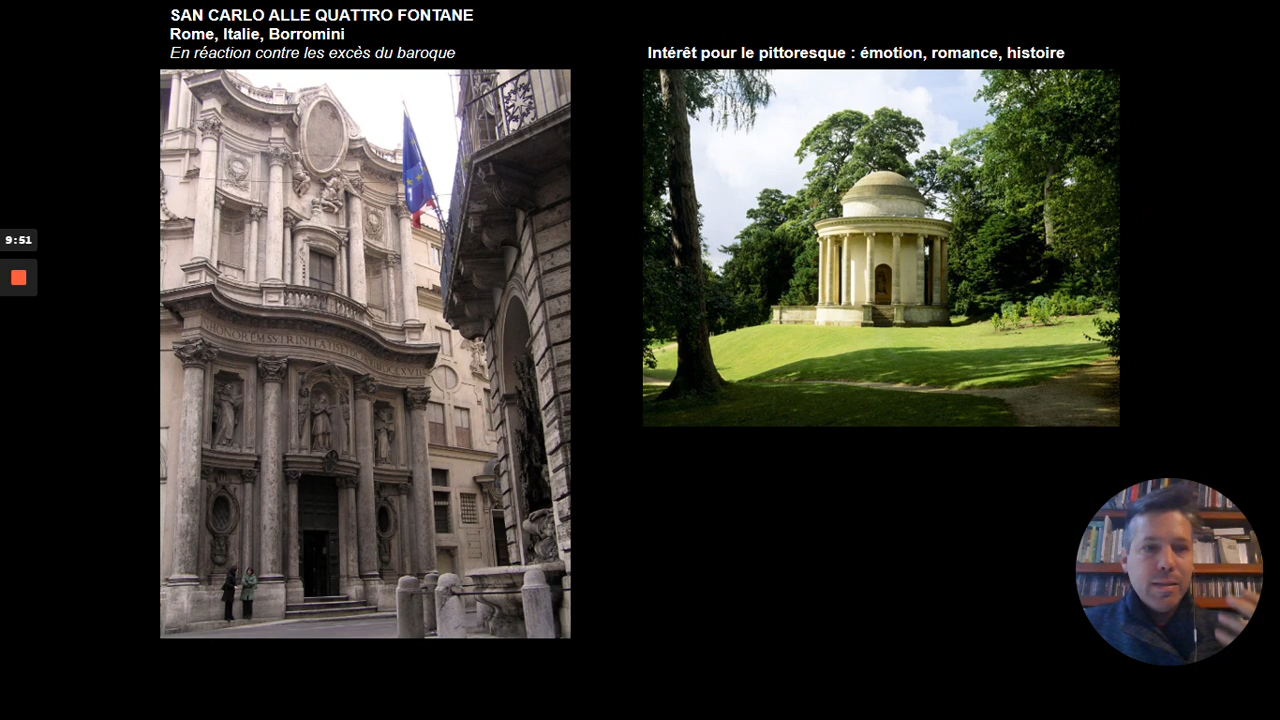 SAN CARLO ALLE QUATTRO FONTANE
Rome, Italie, Borromini
En réaction contre les excès du baroque
Intérêt pour le pittoresque : émotion, romance, histoire
9:51